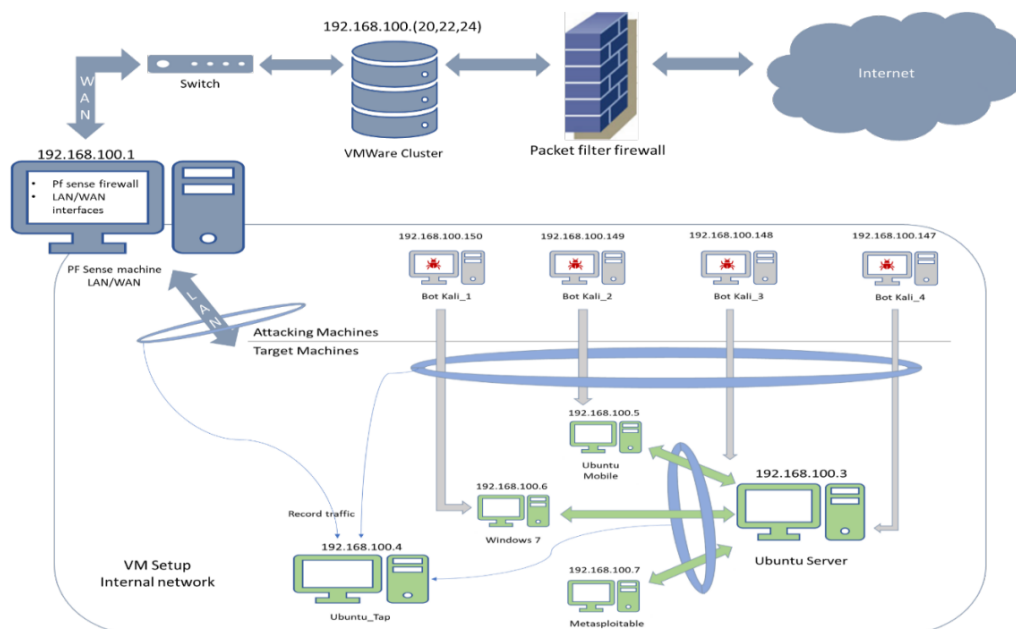 192.168.100.(20,22,24)
Internet
WAN
Switch
VMWare Cluster
Packet filter firewall
192.168.100.1
• Pf sense firewall
• LAN/WAN
interfaces
PF Sense machine
LAN/WAN
LAN
192.168.100.150
192.168.100.149
192.168.100.148
192.168.100.147
Bot Kali_1
Bot Kali_2
Bot Kali_3
Bot Kali_4
Attacking Machines
Target Machines
192.168.100.5
Ubuntu
Mobile
192.168.100.3
Ubuntu Server
192.168.100.6
Windows 7
Record traffic
192.168.100.4
Ubuntu_Tap
192.168.100.7
Metasploitable
VM Setup
Internal network